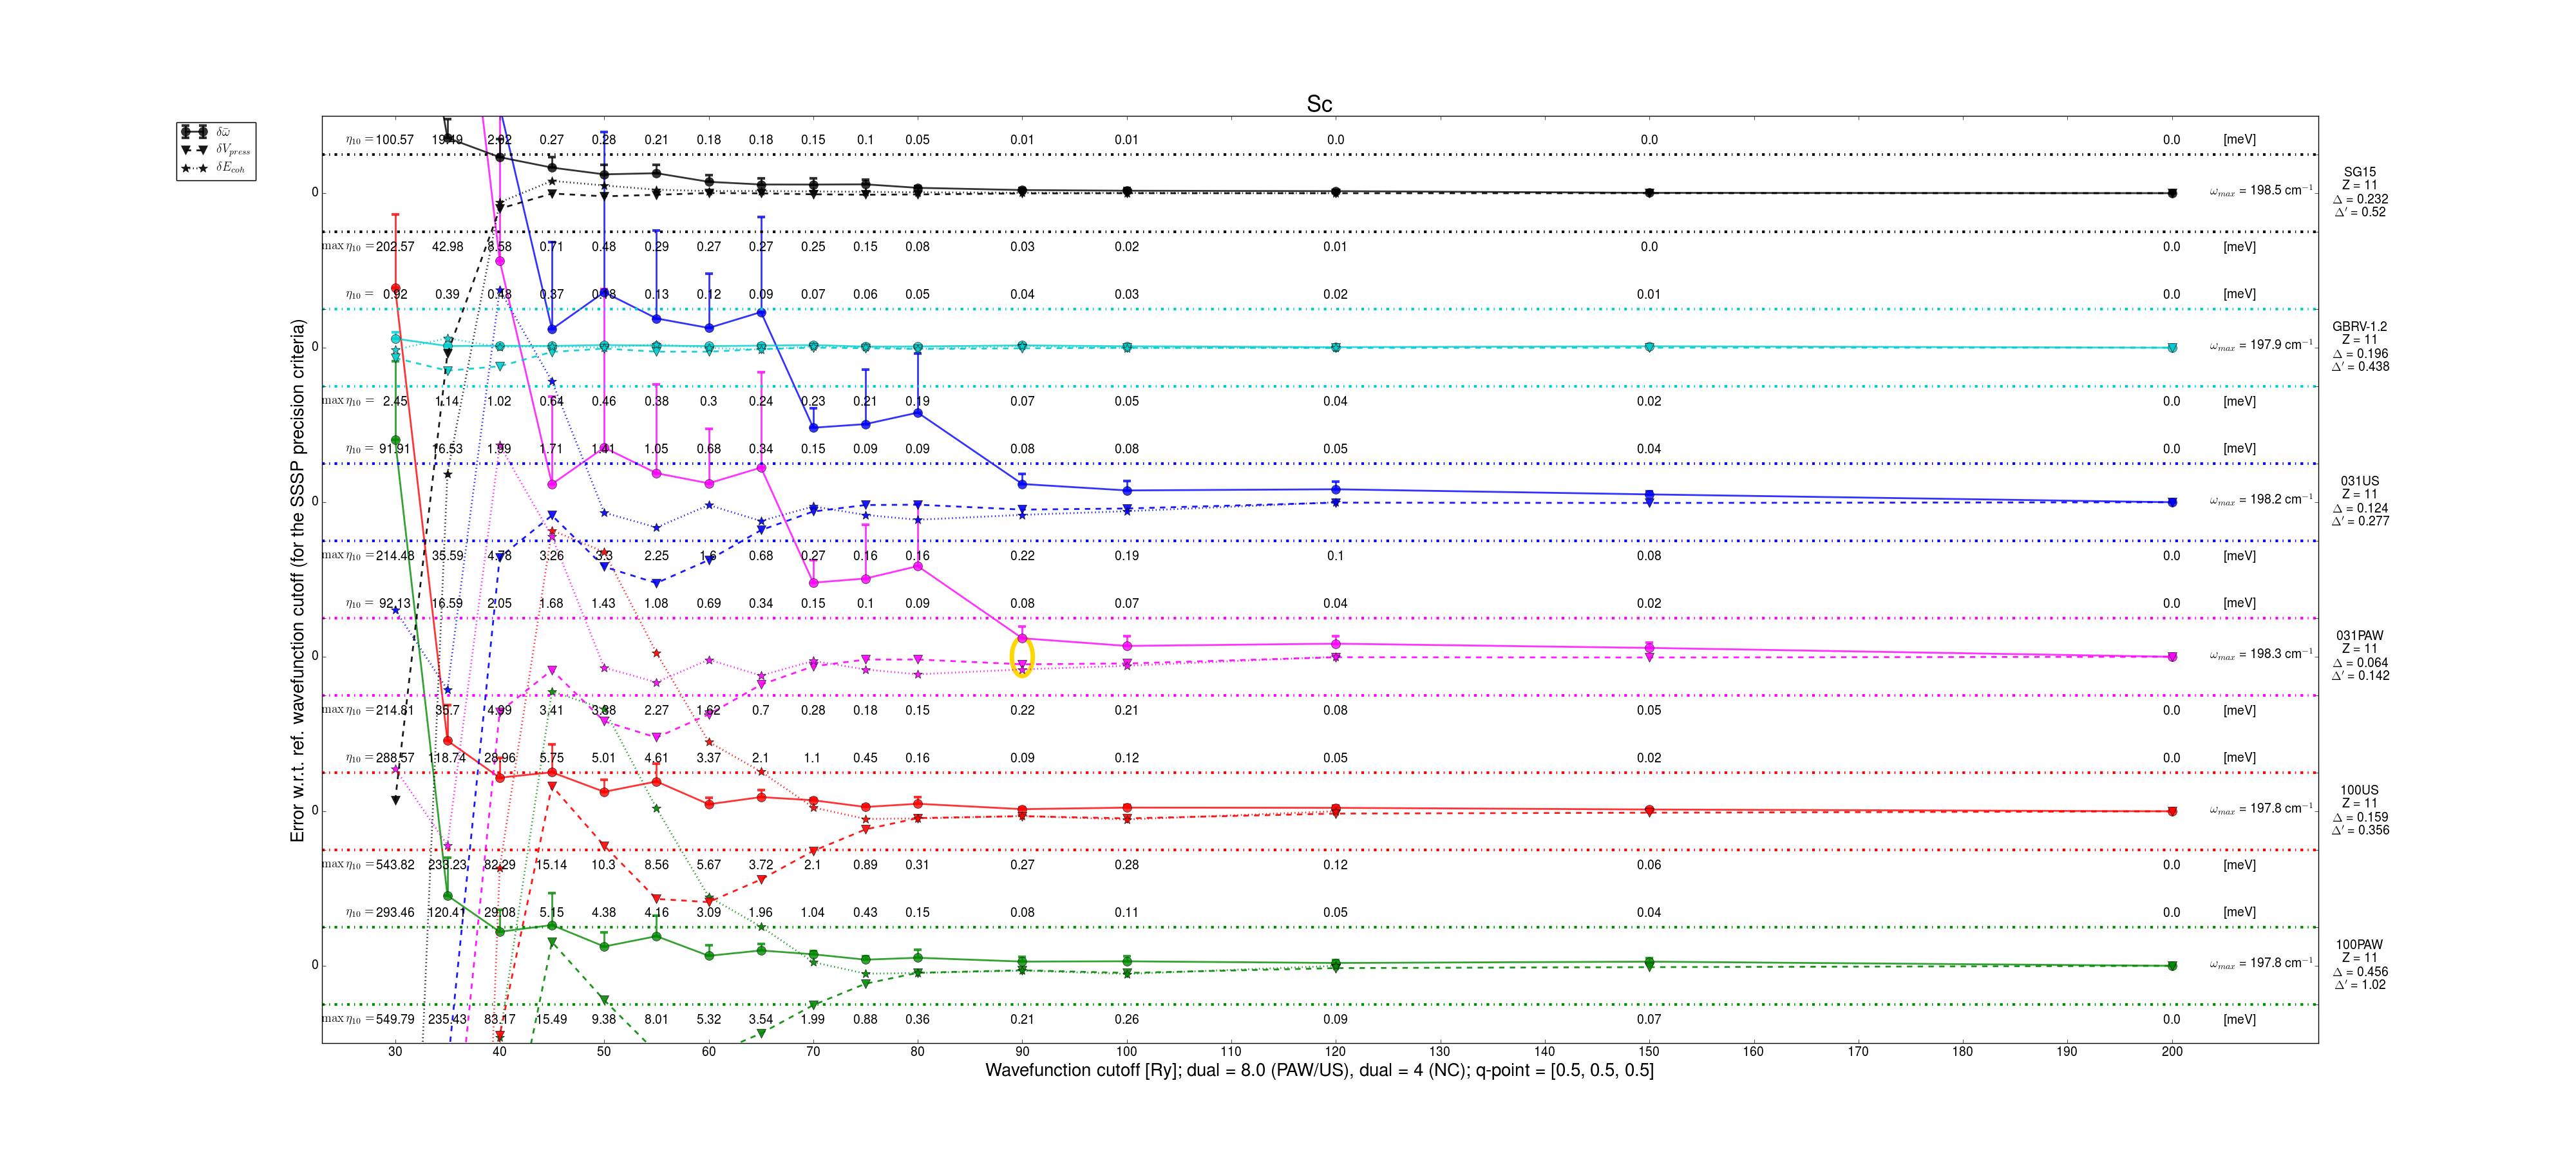 Sc
δω̄
δV_press
δE_coh
Error w.r.t. ref. wavefunction cutoff (for the SSSP precision criteria)
η₁₀ = 100.57 19.49 2.02 0.27 0.28 0.21 0.18 0.18 0.15 0.1 0.05 0.01 0.01 0.0 0.0 0.0 [meV]
0
ω_max = 198.5 cm⁻¹
SG15
Z = 11
Δ = 0.232
Δ′ = 0.52
max η₁₀ = 202.57 42.98 8.58 0.71 0.48 0.29 0.27 0.27 0.25 0.15 0.08 0.03 0.02 0.01 0.0 0.0 [meV]
η₁₀ = 0.92 0.39 0.48 0.37 0.18 0.13 0.12 0.09 0.07 0.06 0.05 0.04 0.03 0.02 0.01 0.0 [meV]
0
ω_max = 197.9 cm⁻¹
GBRV-1.2
Z = 11
Δ = 0.196
Δ′ = 0.438
max η₁₀ = 2.45 1.14 1.02 0.64 0.46 0.38 0.3 0.24 0.23 0.21 0.19 0.07 0.05 0.04 0.02 0.0 [meV]
η₁₀ = 91.91 16.53 1.99 1.71 1.41 1.05 0.68 0.34 0.15 0.09 0.09 0.08 0.08 0.05 0.04 0.0 [meV]
0
ω_max = 198.2 cm⁻¹
031US
Z = 11
Δ = 0.124
Δ′ = 0.277
max η₁₀ = 214.48 35.59 4.78 3.26 3.3 2.25 1.6 0.68 0.27 0.16 0.16 0.22 0.19 0.1 0.08 0.0 [meV]
η₁₀ = 92.13 16.59 2.05 1.68 1.43 1.08 0.69 0.34 0.15 0.1 0.09 0.08 0.07 0.04 0.02 0.0 [meV]
0
ω_max = 198.3 cm⁻¹
031PAW
Z = 11
Δ = 0.064
Δ′ = 0.142
max η₁₀ = 214.81 35.7 4.99 3.41 3.38 2.27 1.62 0.7 0.28 0.18 0.15 0.22 0.21 0.08 0.05 0.0 [meV]
η₁₀ = 288.57 118.74 28.96 5.75 5.01 4.61 3.37 2.1 1.1 0.45 0.16 0.09 0.12 0.05 0.02 0.0 [meV]
0
ω_max = 197.8 cm⁻¹
100US
Z = 11
Δ = 0.159
Δ′ = 0.356
max η₁₀ = 543.82 233.23 82.29 15.14 10.3 8.56 5.67 3.72 2.1 0.89 0.31 0.27 0.28 0.12 0.06 0.0 [meV]
η₁₀ = 293.46 120.41 29.08 5.15 4.38 4.16 3.09 1.96 1.04 0.43 0.15 0.08 0.11 0.05 0.04 0.0 [meV]
0
ω_max = 197.8 cm⁻¹
100PAW
Z = 11
Δ = 0.456
Δ′ = 1.02
max η₁₀ = 549.79 235.43 83.17 15.49 9.38 8.01 5.32 3.54 1.99 0.88 0.36 0.21 0.26 0.09 0.07 0.0 [meV]
30 40 50 60 70 80 90 100 110 120 130 140 150 160 170 180 190 200
Wavefunction cutoff [Ry]; dual = 8.0 (PAW/US), dual = 4 (NC); q-point = [0.5, 0.5, 0.5]